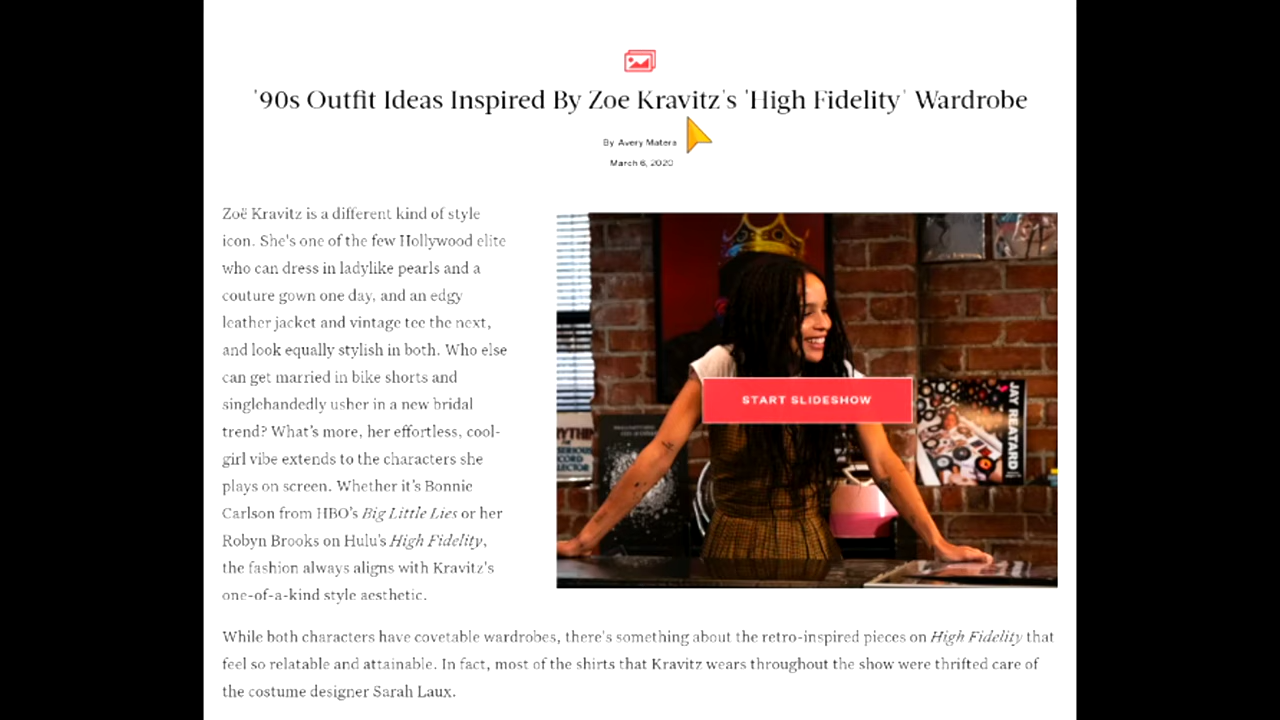 '90s Outfit Ideas Inspired By Zoe Kravitz's 'High Fidelity' Wardrobe
By Avery Matera
March 6, 2020
Zoë Kravitz is a different kind of style
icon. She's one of the few Hollywood elite
who can dress in ladylike pearls and a
couture gown one day, and an edgy
leather jacket and vintage tee the next,
and look equally stylish in both. Who else
can get married in bike shorts and
singlehandedly usher in a new bridal
trend? What's more, her effortless, cool-
girl vibe extends to the characters she
plays on screen. Whether it's Bonnie
Carlson from HBO's Big Little Lies or her
Robyn Brooks on Hulu's High Fidelity,
the fashion always aligns with Kravitz's
one-of-a-kind style aesthetic.
START SLIDESHOW
JAY REATARD
While both characters have covetable wardrobes, there's something about the retro-inspired pieces on High Fidelity that
feel so relatable and attainable. In fact, most of the shirts that Kravitz wears throughout the show were thrifted care of
the costume designer Sarah Laux.